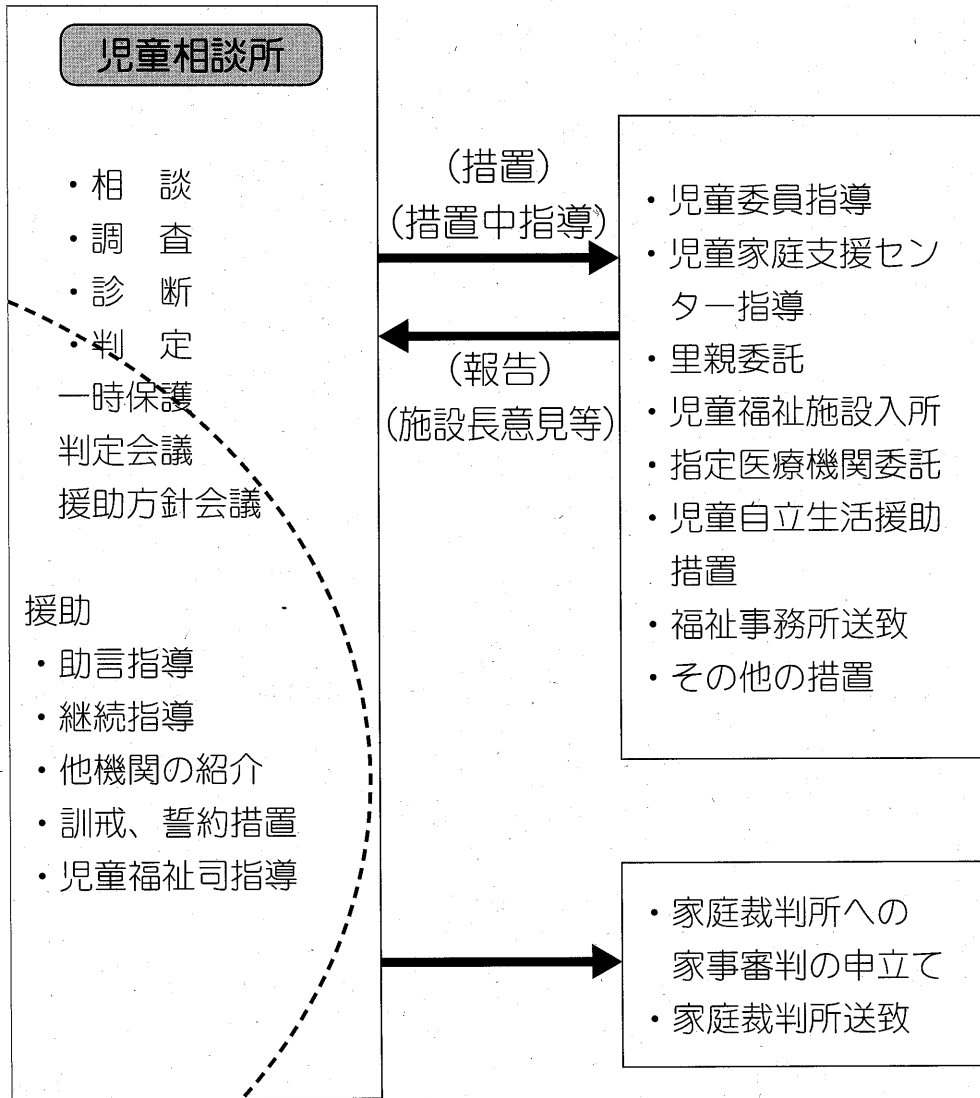 児童相談所
・相　談
・調　査
・診　断
・判　定
一時保護
判定会議
援助方針会議
援助
・助言指導
・継続指導
・他機関の紹介
・訓戒、誓約措置
・児童福祉司指導
(措置)
(措置中指導)
(報告)
(施設長意見等)
・児童委員指導
・児童家庭支援セン
ター指導
・里親委託
・児童福祉施設入所
・指定医療機関委託
・児童自立生活援助
措置
・福祉事務所送致
・その他の措置
・家庭裁判所への
家事審判の申立て
・家庭裁判所送致